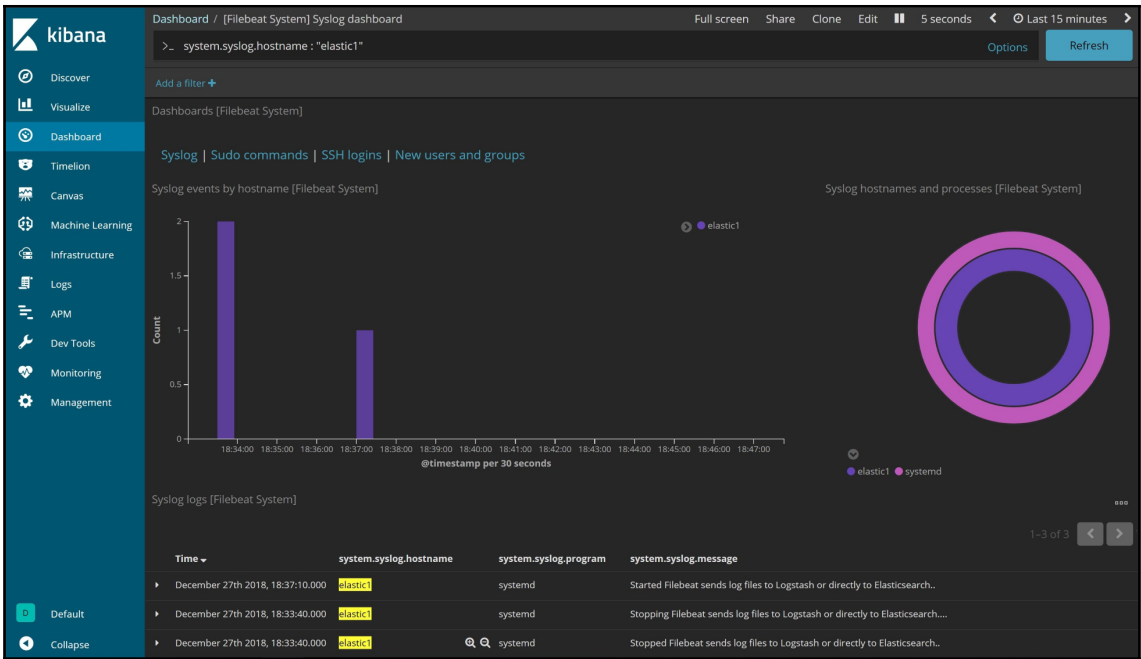 kibana
Discover
Visualize
Dashboard
Timelion
Canvas
Machine Learning
Infrastructure
Logs
APM
Dev Tools
Monitoring
Management
D Default
Collapse
Dashboard / [Filebeat System] Syslog dashboard Full screen Share Clone Edit 5 seconds Last 15 minutes
>_ system.syslog.hostname : "elastic1" Options Refresh
Add a filter +
Dashboards [Filebeat System]
Syslog | Sudo commands | SSH logins | New users and groups
Syslog events by hostname [Filebeat System]
2
1.5
1
0.5
0
Count
18:34:00 18:35:00 18:36:00 18:37:00 18:38:00 18:39:00 18:40:00 18:41:00 18:42:00 18:43:00 18:44:00 18:45:00 18:46:00 18:47:00
@timestamp per 30 seconds
elastic1
Syslog hostnames and processes [Filebeat System]
elastic1 systemd
Syslog logs [Filebeat System]
1–3 of 3
Time system.syslog.hostname system.syslog.program system.syslog.message
December 27th 2018, 18:37:10.000 elastic1 systemd Started Filebeat sends log files to Logstash or directly to Elasticsearch..
December 27th 2018, 18:33:40.000 elastic1 systemd Stopping Filebeat sends log files to Logstash or directly to Elasticsearch....
December 27th 2018, 18:33:40.000 elastic1 systemd Stopped Filebeat sends log files to Logstash or directly to Elasticsearch..